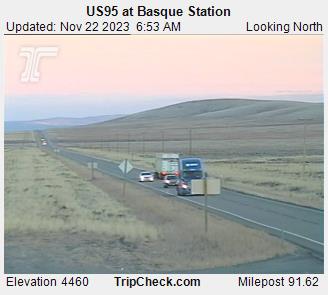 US95 at Basque Station
Updated: Nov 22 2023 6:53 AM Looking North
Elevation 4460 TripCheck.com Milepost 91.62